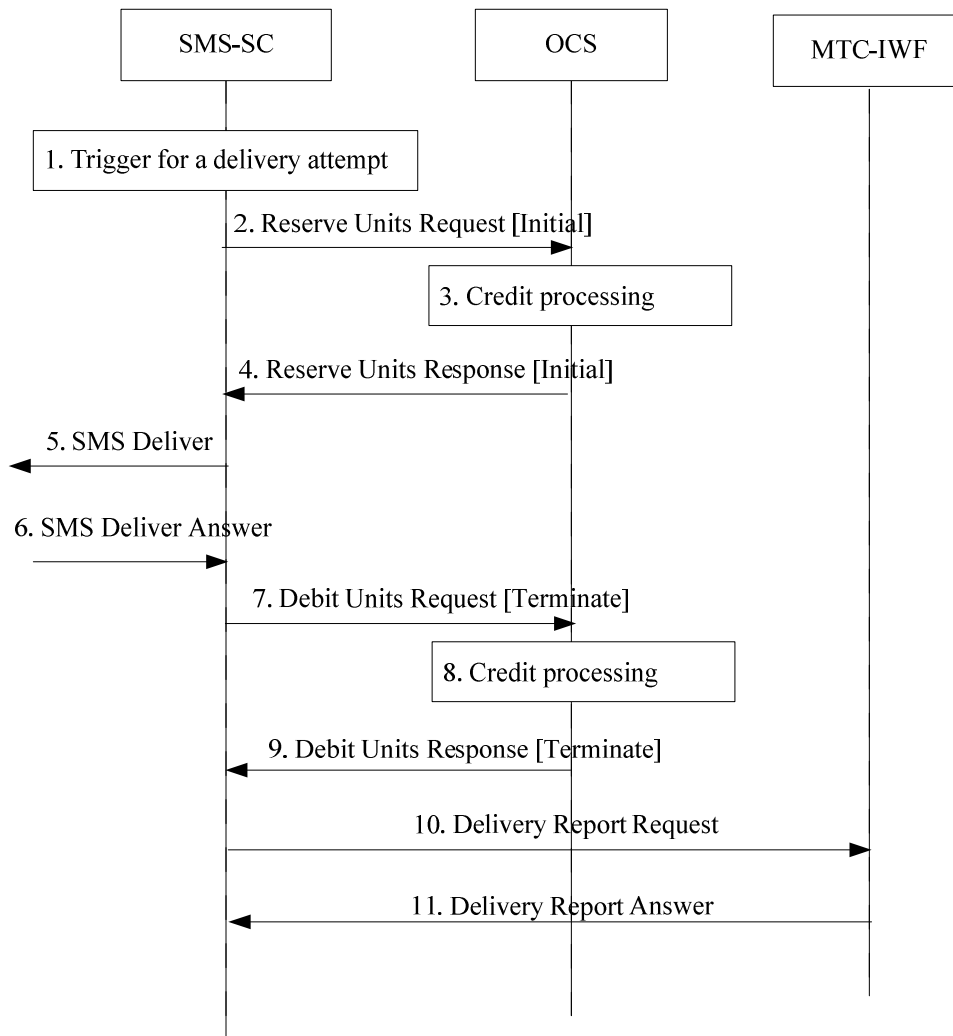 SMS-SC
OCS
MTC-IWF
1. Trigger for a delivery attempt
2. Reserve Units Request [Initial]
3. Credit processing
4. Reserve Units Response [Initial]
5. SMS Deliver
6. SMS Deliver Answer
7. Debit Units Request [Terminate]
8. Credit processing
9. Debit Units Response [Terminate]
10. Delivery Report Request
11. Delivery Report Answer